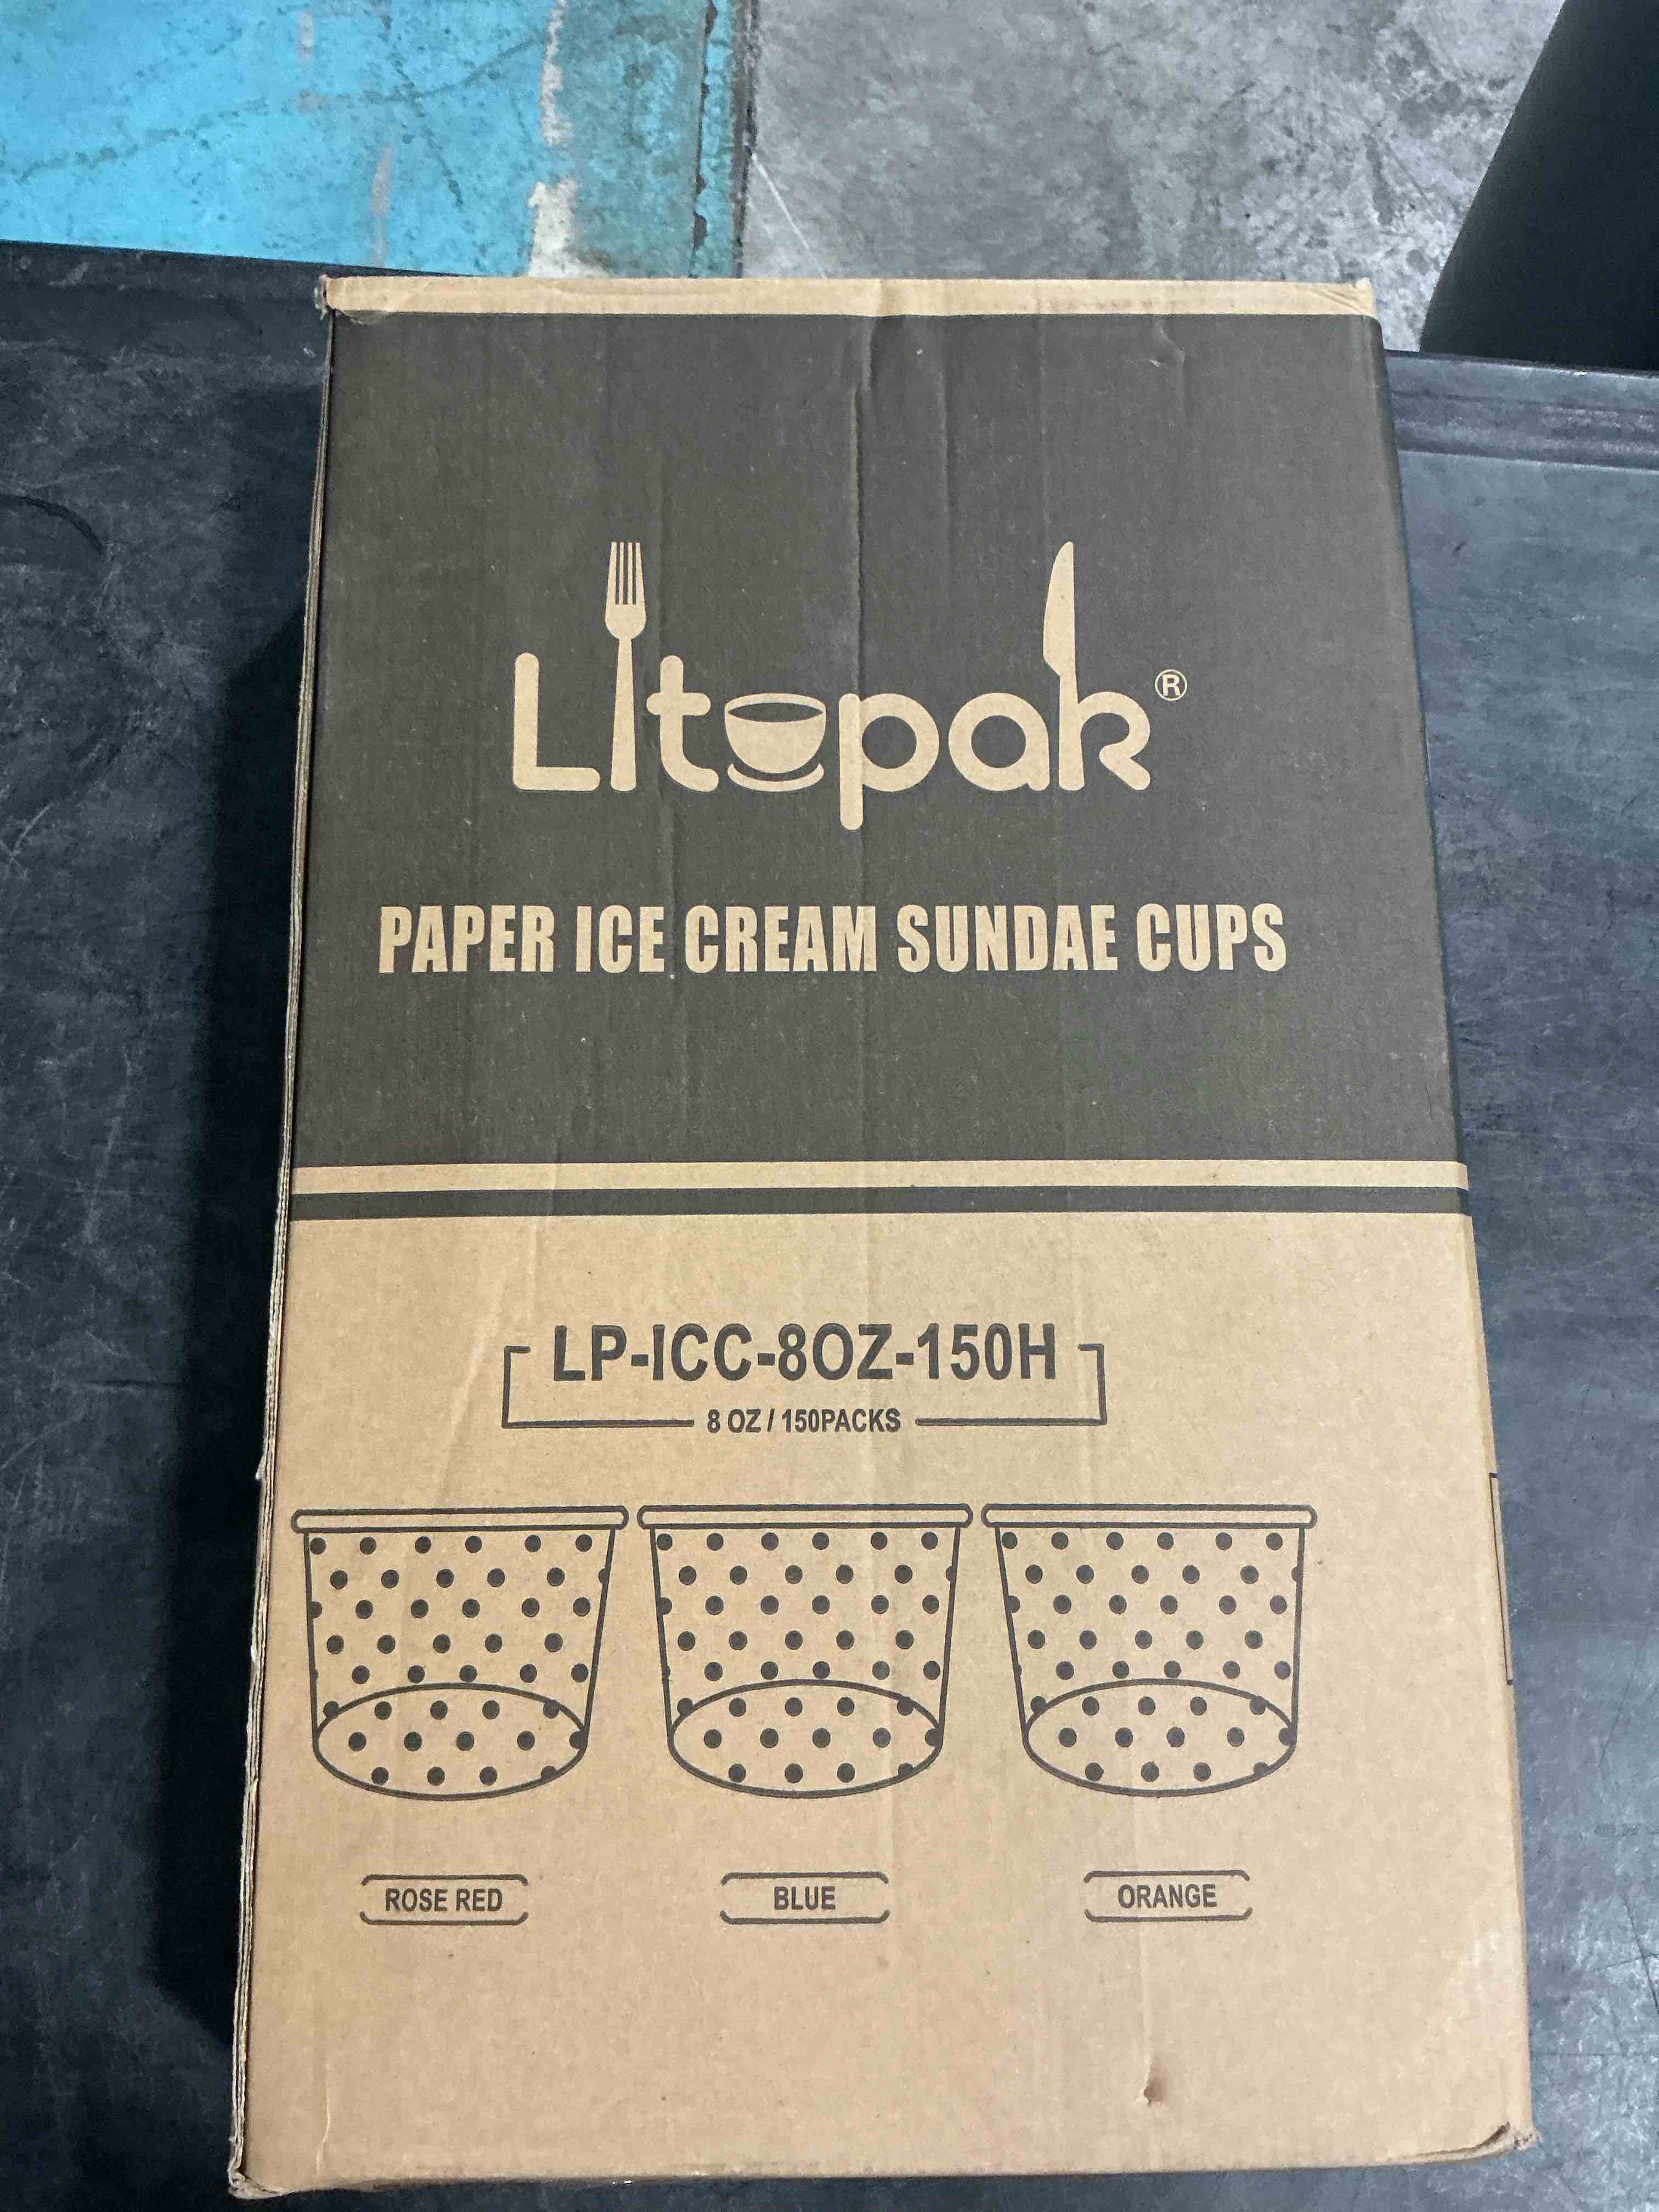 Litopak®
PAPER ICE CREAM SUNDAE CUPS
LP-ICC-8OZ-150H
8 OZ / 150PACKS
ROSE RED
BLUE
ORANGE